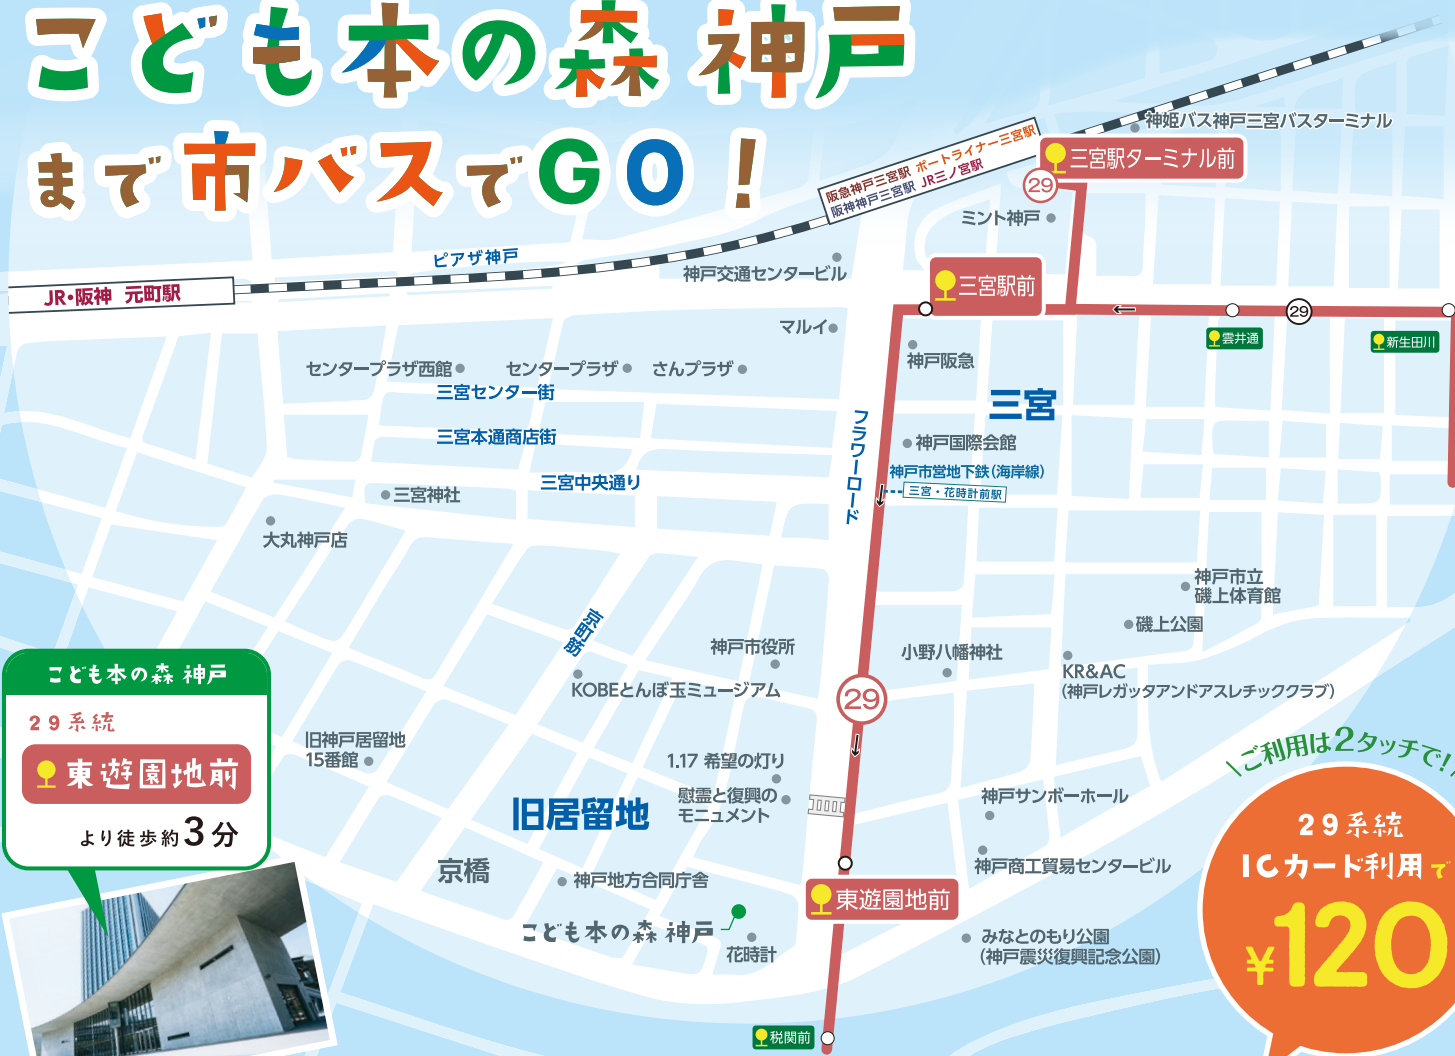 こども本の森 神戸
まで市バスでGO!
神姫バス神戸三宮バスターミナル
三宮駅ターミナル前
阪急神戸三宮駅 ポートライナー三宮駅
阪神神戸三宮駅 JR三ノ宮駅
29
ミント神戸
ピアザ神戸
神戸交通センタービル
三宮駅前
JR・阪神 元町駅
29
雲井通
新生田川
マルイ
神戸阪急
センタープラザ西館
センタープラザ
さんプラザ
三宮センター街
三宮
フラワーロード
三宮本通商店街
神戸国際会館
神戸市営地下鉄(海岸線)
三宮・花時計前駅
三宮中央通り
三宮神社
大丸神戸店
神戸市立
磯上体育館
磯上公園
京町筋
神戸市役所
小野八幡神社
KR&AC
(神戸レガッタアンドアスレチッククラブ)
KOBEとんぼ玉ミュージアム
29
こども本の森 神戸
29系統
東遊園地前
より徒歩約3分
旧神戸居留地
15番館
1.17 希望の灯り
慰霊と復興の
モニュメント
旧居留地
神戸サンボーホール
神戸商工貿易センタービル
京橋
神戸地方合同庁舎
東遊園地前
こども本の森 神戸
花時計
みなとのもり公園
(神戸震災復興記念公園)
税関前
ご利用は2タッチで!
29系統
ICカード利用で
¥120